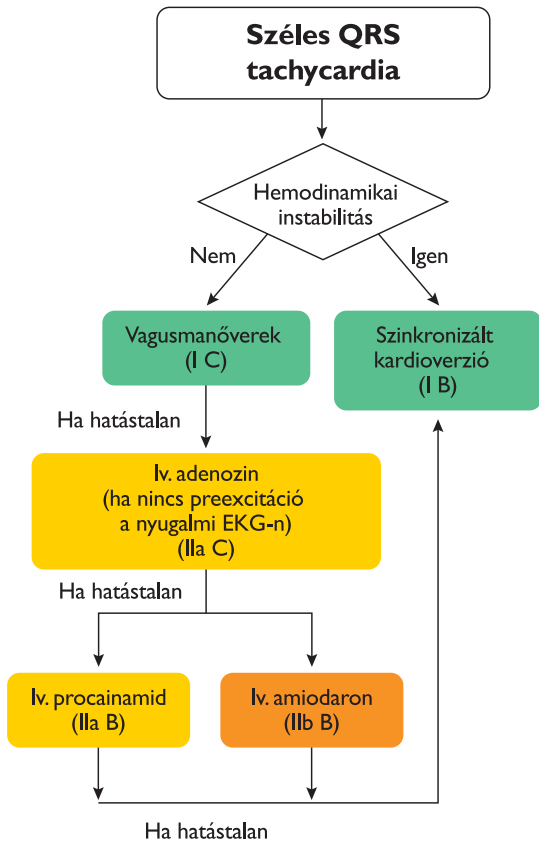 Széles QRS
tachycardia
Hemodinamikai
instabilitás
Nem
Igen
Vagusmanőverek
(I C)
Szinkronizált
kardioverzió
(I B)
Ha hatástalan
Iv. adenozin
(ha nincs preexcitáció
a nyugalmi EKG-n)
(IIa C)
Ha hatástalan
Iv. procainamid
(IIa B)
Iv. amiodaron
(IIb B)
Ha hatástalan